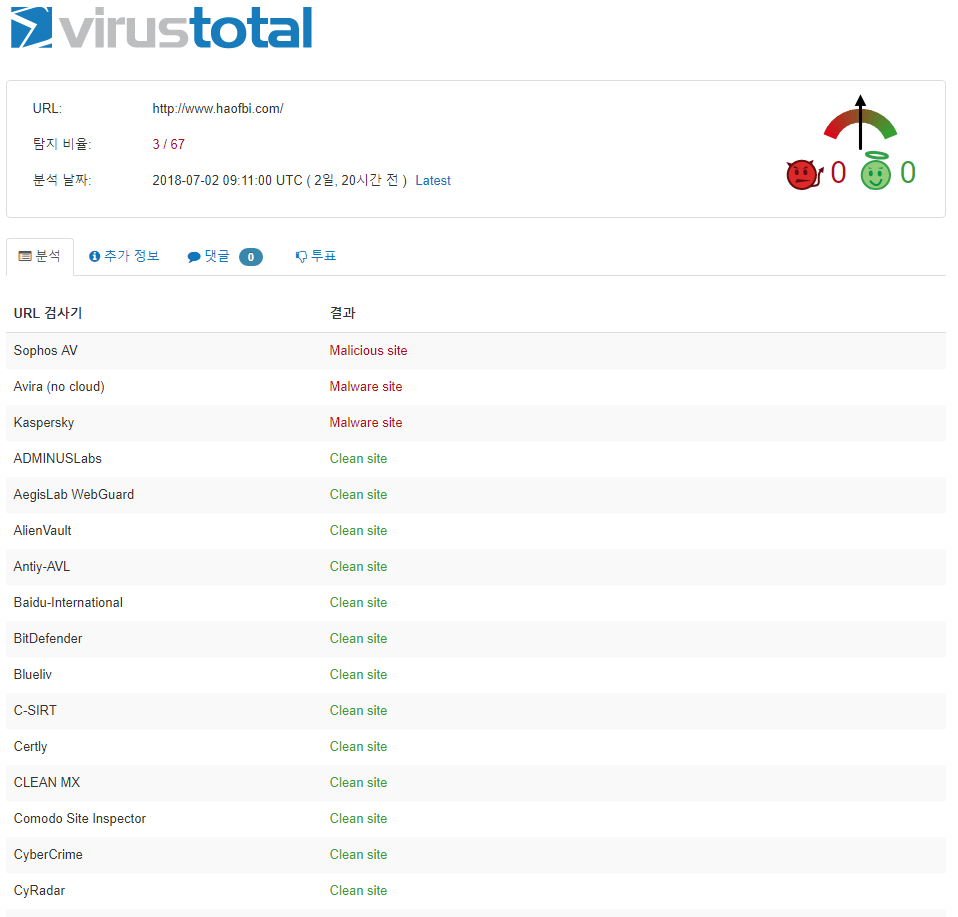 virustotal
URL: http://www.haofbi.com/
탐지 비율: 3 / 67
분석 날짜: 2018-07-02 09:11:00 UTC ( 2일, 20시간 전 ) Latest
0 0
분석 추가 정보 댓글 0 투표
URL 검사기 결과
Sophos AV Malicious site
Avira (no cloud) Malware site
Kaspersky Malware site
ADMINUSLabs Clean site
AegisLab WebGuard Clean site
AlienVault Clean site
Antiy-AVL Clean site
Baidu-International Clean site
BitDefender Clean site
Blueliv Clean site
C-SIRT Clean site
Certly Clean site
CLEAN MX Clean site
Comodo Site Inspector Clean site
CyberCrime Clean site
CyRadar Clean site